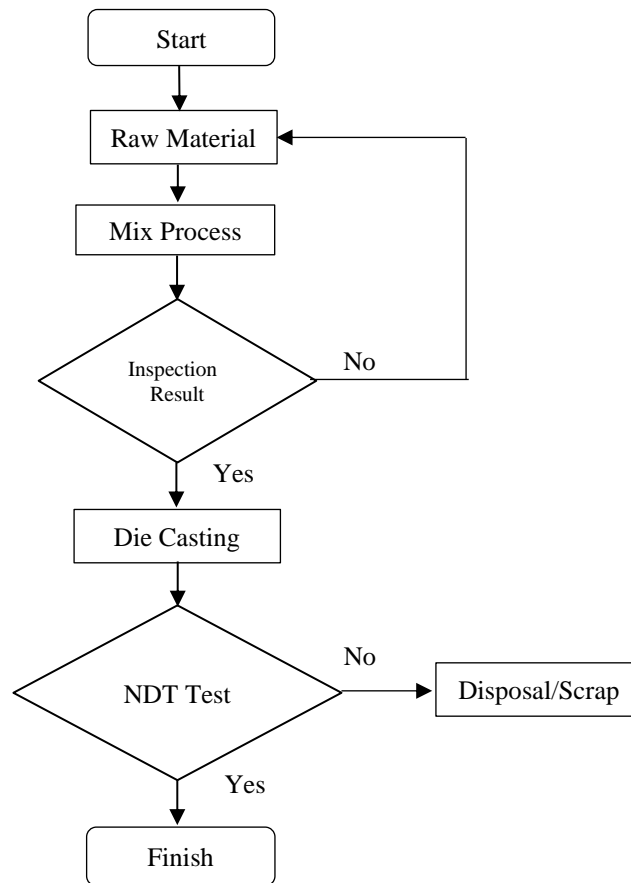 Start
Raw Material
Mix Process
Inspection
Result
No
Yes
Die Casting
NDT Test
No
Disposal/Scrap
Yes
Finish